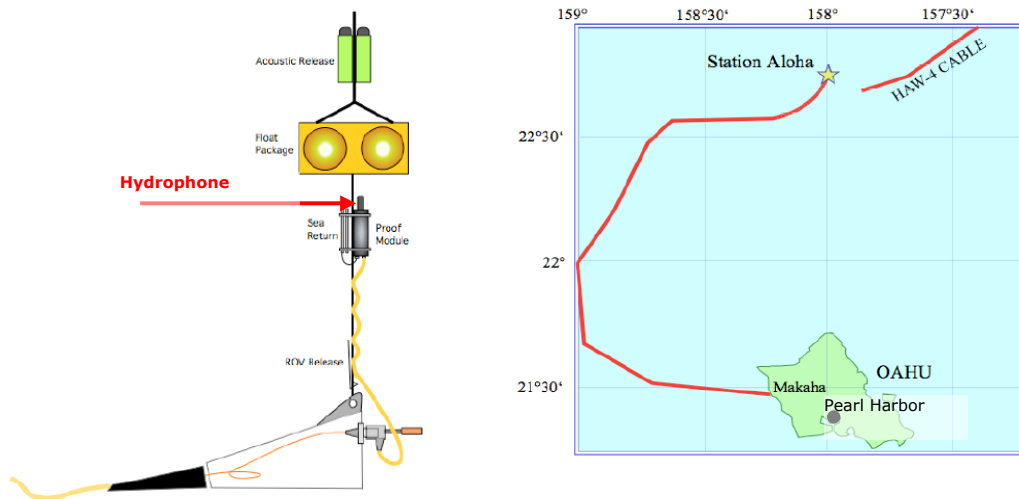 Acoustic Release
Float
Package
Hydrophone
Sea
Return
Proof
Module
ROV Release
159°
158°30'
158°
157°30'
Station Aloha
HAW-4 CABLE
22°30'
22°
21°30'
Makaha
OAHU
Pearl Harbor